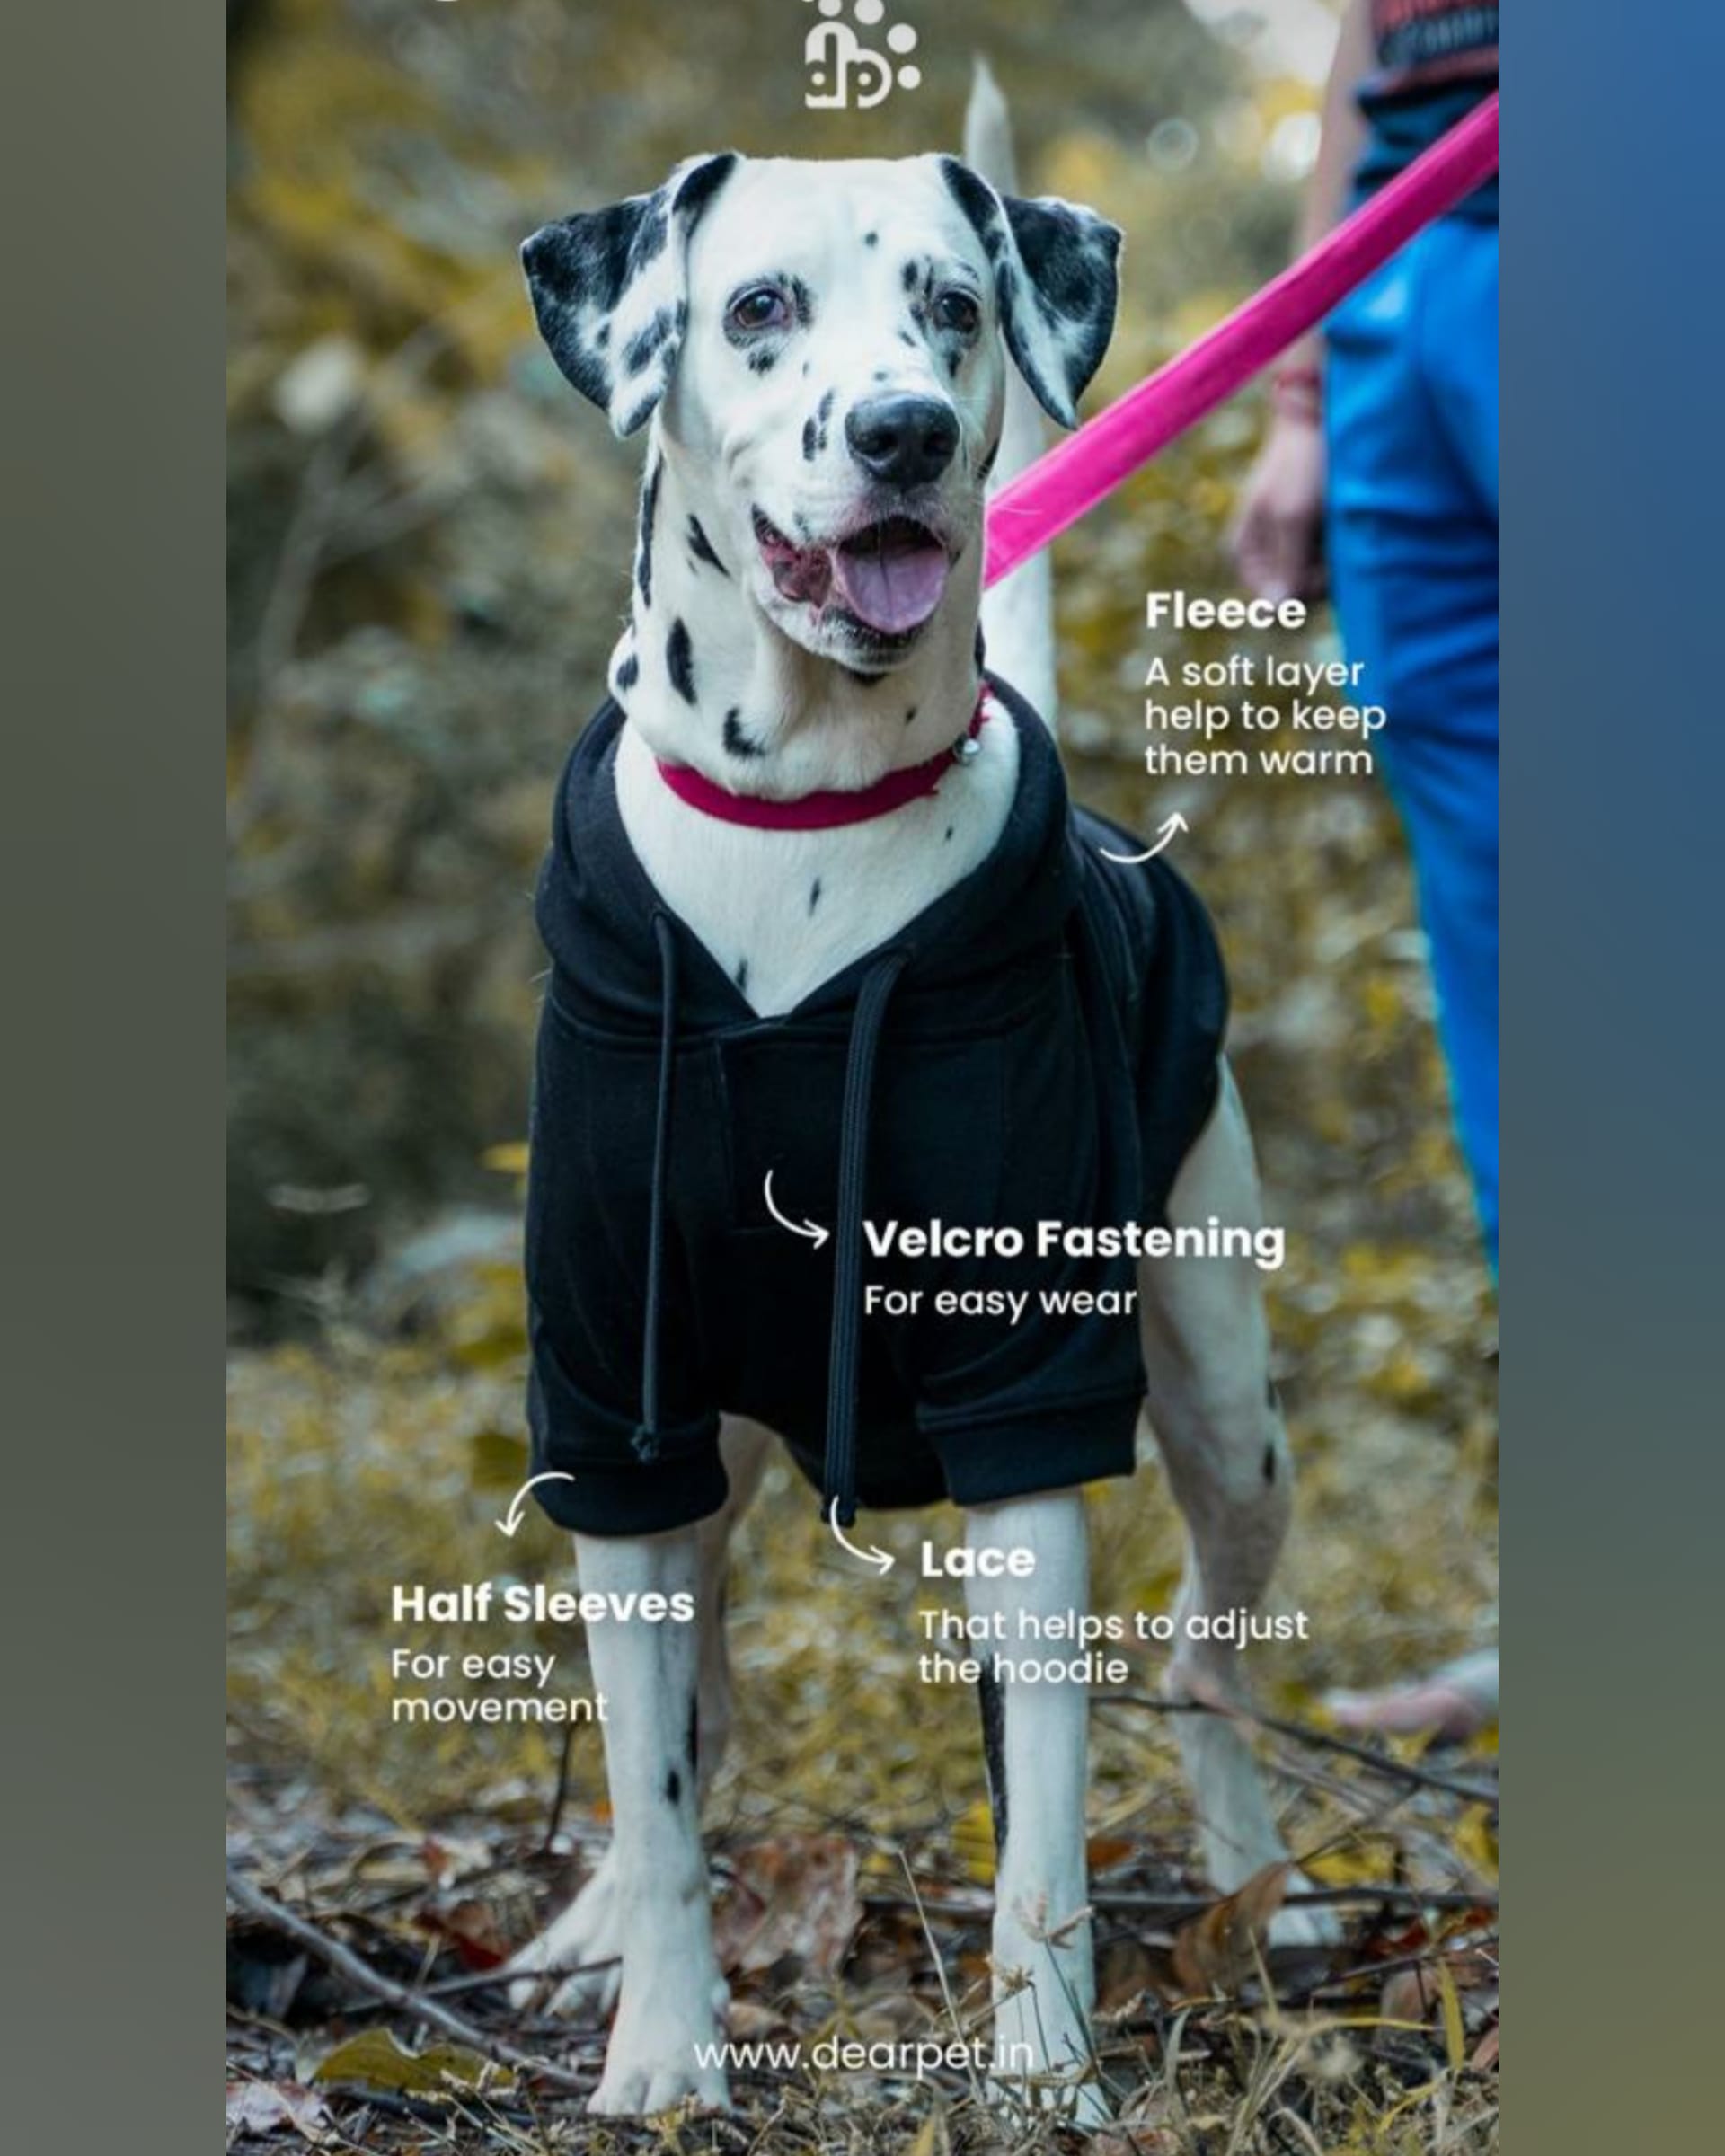 dp
Fleece
A soft layer
help to keep
them warm
Velcro Fastening
For easy wear
Lace
That helps to adjust
the hoodie
Half Sleeves
For easy
movement
www.dearpet.in